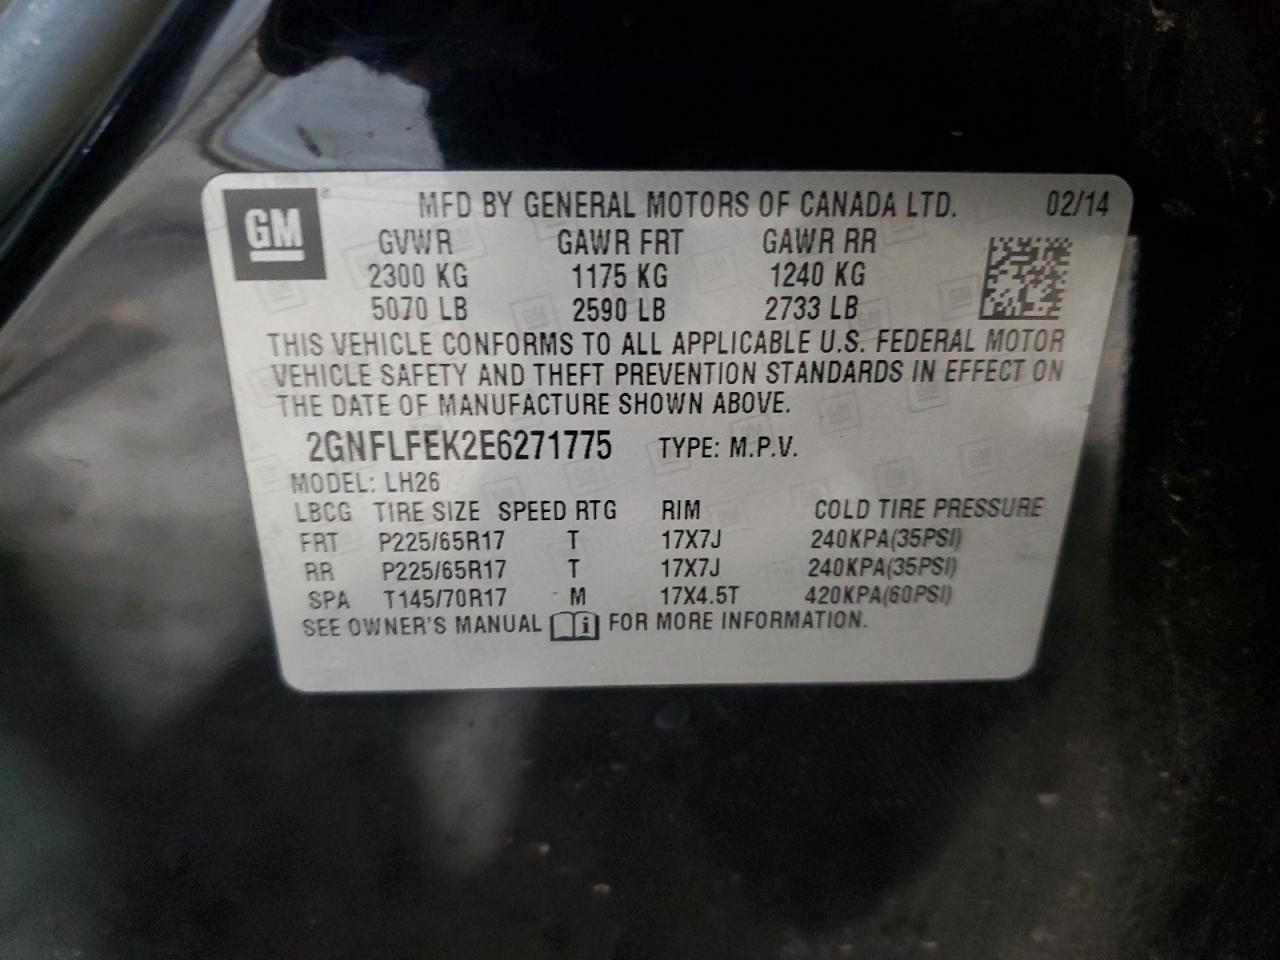 GM ®
MFD BY GENERAL MOTORS OF CANADA LTD. 02/14
GVWR GAWR FRT GAWR RR
2300 KG 1175 KG 1240 KG
5070 LB 2590 LB 2733 LB
THIS VEHICLE CONFORMS TO ALL APPLICABLE U.S. FEDERAL MOTOR
VEHICLE SAFETY AND THEFT PREVENTION STANDARDS IN EFFECT ON
THE DATE OF MANUFACTURE SHOWN ABOVE.
2GNFLFEK2E6271775 TYPE: M.P.V.
MODEL: LH26
LBCG TIRE SIZE SPEED RTG RIM COLD TIRE PRESSURE
FRT P225/65R17 T 17X7J 240KPA(35PSI)
RR P225/65R17 T 17X7J 240KPA(35PSI)
SPA T145/70R17 M 17X4.5T 420KPA(60PSI)
SEE OWNER'S MANUAL i FOR MORE INFORMATION.